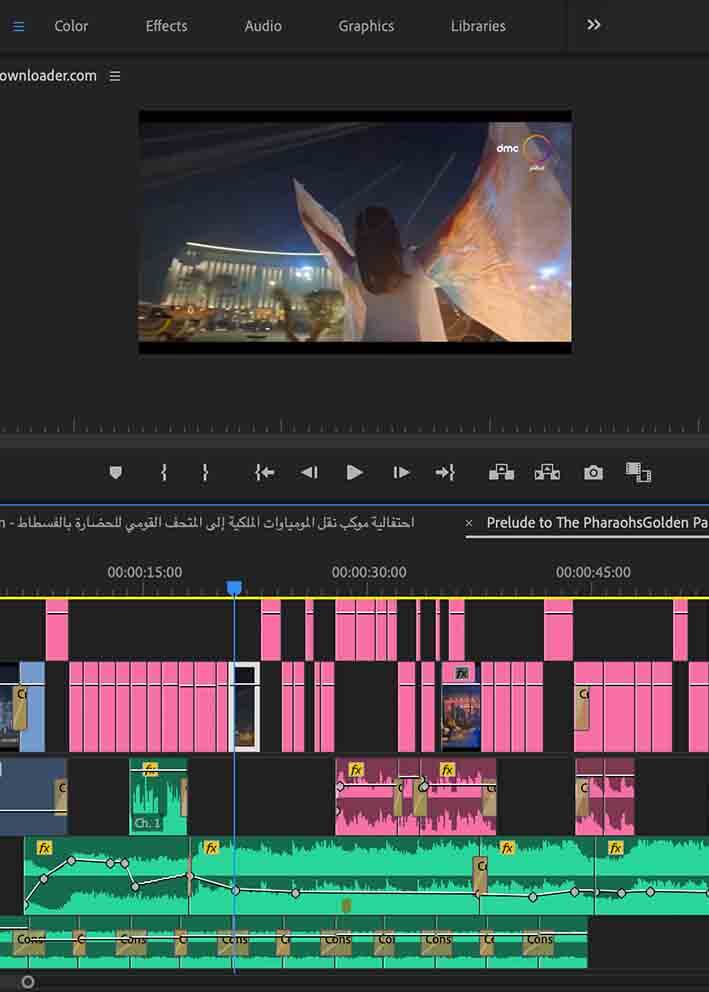 Color Effects Audio Graphics Libraries
ownloader.com
dmc
n - احتفالية موكب نقل المومياوات الملكية إلى المتحف القومي للحضارة بالفسطاط
× Prelude to The PharaohsGolden Pa
00:00:15:00 00:00:30:00 00:00:45:00
fx
C
fx fx fx
C C C
Ch. 1
fx fx fx fx
Cons C Cons C Cons C Cons Con Cons C Cons